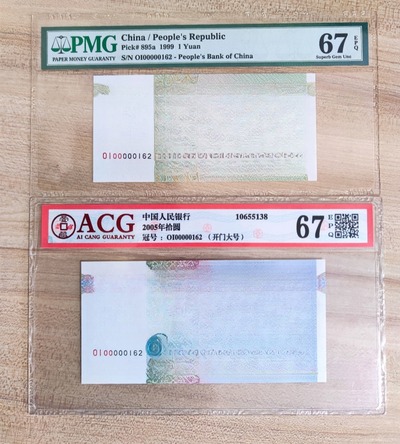 PMG
PAPER MONEY GUARANTY
China / People's Republic
Pick# 895a 1999 1 Yuan
S/N OI00000162 - People's Bank of China
67 EPQ
Superb Gem Unc
OI00000162
ACG
AI CANG GUARANTY
中国人民银行
10655138
2005年拾圆
冠号：OI00000162 （开门大号）
67 EPQ
OI00000162